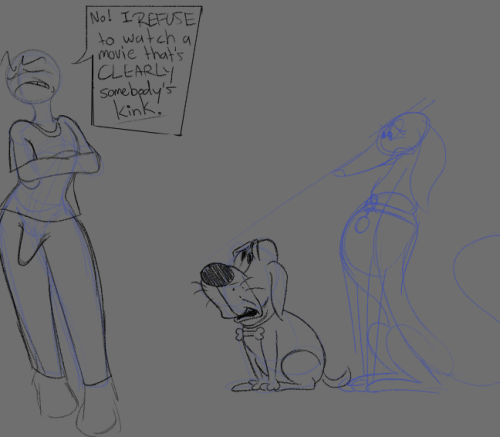 No! I REFUSE
to watch a
movie that's
CLEARLY
somebody's
kink.